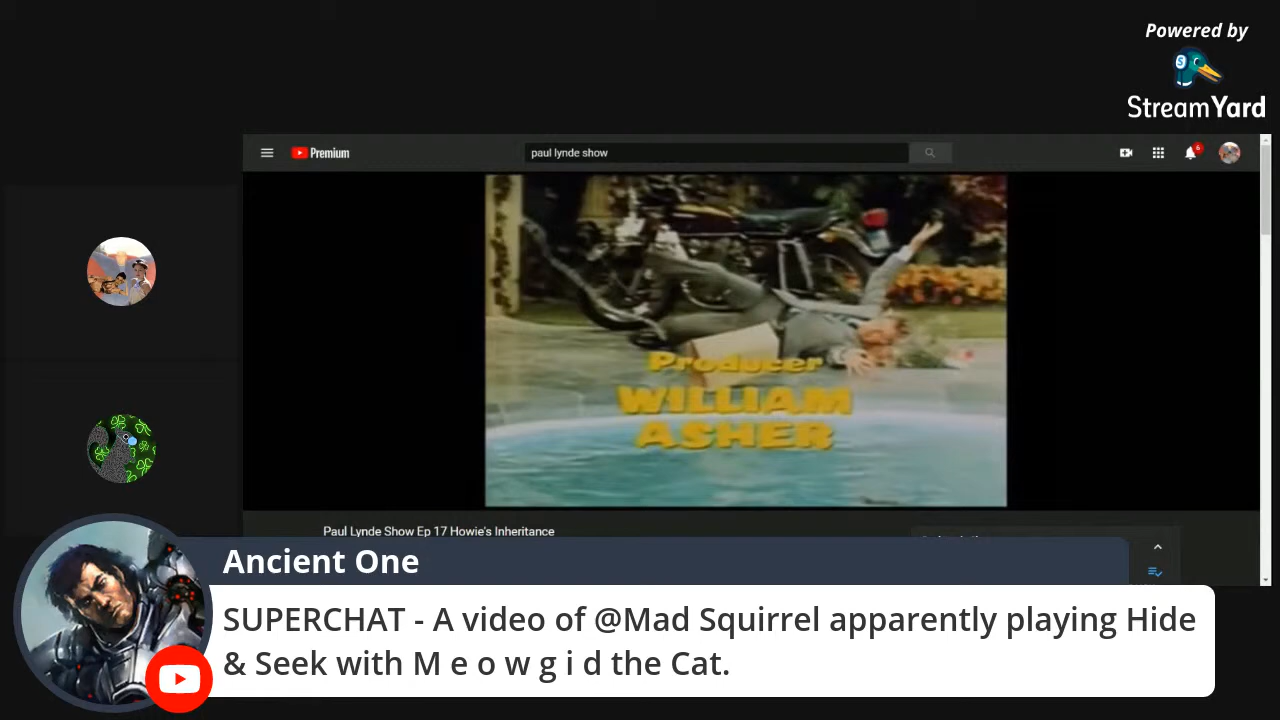 Powered by
StreamYard
Premium
paul lynde show
6
Producer
WILLIAM
ASHER
Paul Lynde Show Ep 17 Howie's Inheritance
Ancient One
SUPERCHAT - A video of @Mad Squirrel apparently playing Hide
& Seek with M e o w g i d the Cat.